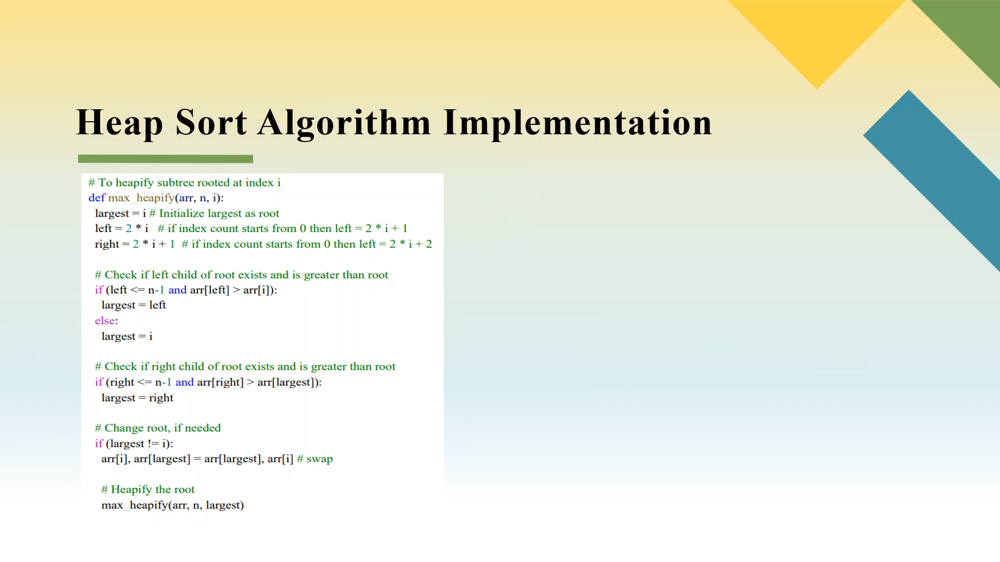 Heap Sort Algorithm Implementation
# To heapify subtree rooted at index i
def max_heapify(arr, n, i):
largest = i # Initialize largest as root
left = 2 * i # if index count starts from 0 then left = 2 * i + 1
right = 2 * i + 1 # if index count starts from 0 then left = 2 * i + 2
# Check if left child of root exists and is greater than root
if (left <= n-1 and arr[left] > arr[i]):
largest = left
else:
largest = i
# Check if right child of root exists and is greater than root
if (right <= n-1 and arr[right] > arr[largest]):
largest = right
# Change root, if needed
if (largest != i):
arr[i], arr[largest] = arr[largest], arr[i] # swap
# Heapify the root
max_heapify(arr, n, largest)